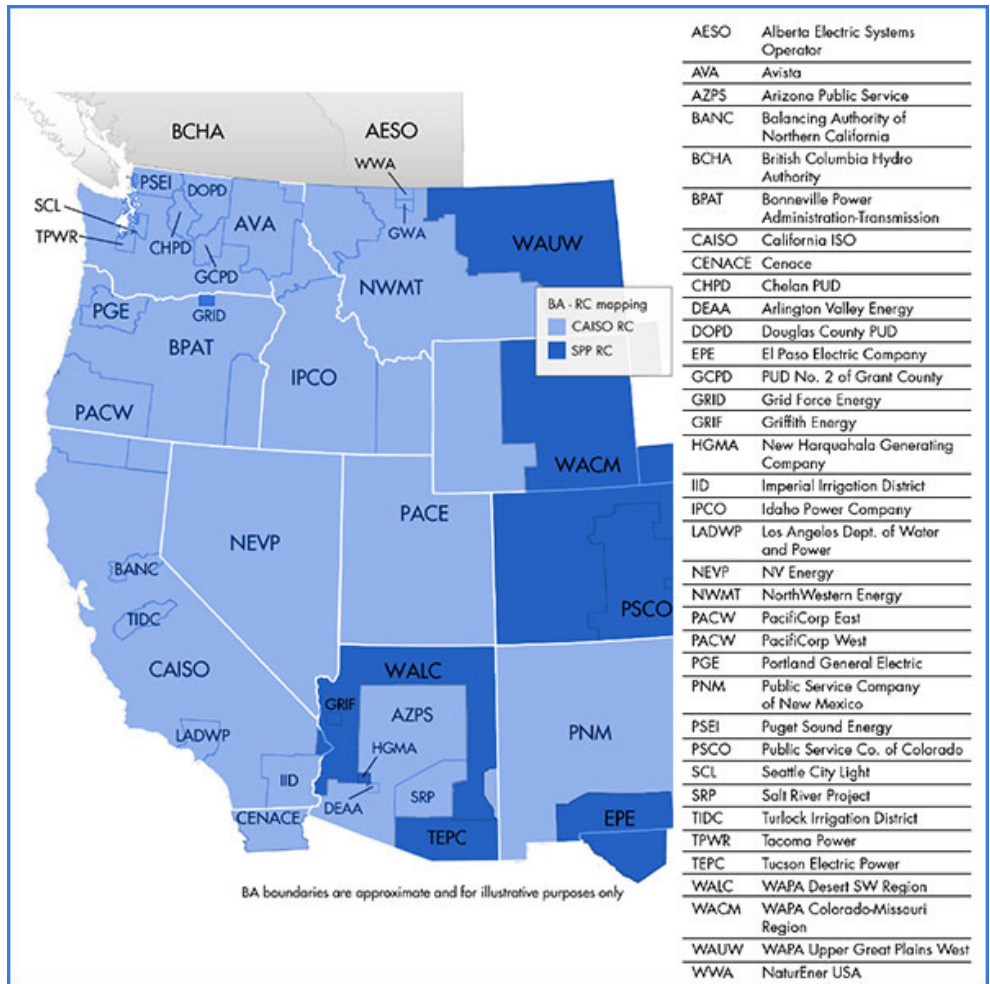 BCHA
AESO
WWA
PSEI
DOPD
SCL
TPWR
CHPD
AVA
GCPD
GWA
WAUW
NWMT
PGE
GRID
BPAT
IPCO
PACW
BA - RC mapping
CAISO RC
SPP RC
WACM
PACE
NEVP
BANC
TIDC
PSCO
CAISO
WALC
GRIF
AZPS
HGMA
LADWP
IID
DEAA
SRP
PNM
CENACE
TEPC
EPE
BA boundaries are approximate and for illustrative purposes only
AESO Alberta Electric Systems
Operator
AVA Avista
AZPS Arizona Public Service
BANC Balancing Authority of
Northern California
BCHA British Columbia Hydro
Authority
BPAT Bonneville Power
Administration-Transmission
CAISO California ISO
CENACE Cenace
CHPD Chelan PUD
DEAA Arlington Valley Energy
DOPD Douglas County PUD
EPE El Paso Electric Company
GCPD PUD No. 2 of Grant County
GRID Grid Force Energy
GRIF Griffith Energy
HGMA New Harquahala Generating
Company
IID Imperial Irrigation District
IPCO Idaho Power Company
LADWP Los Angeles Dept. of Water
and Power
NEVP NV Energy
NWMT NorthWestern Energy
PACW PacifiCorp East
PACW PacifiCorp West
PGE Portland General Electric
PNM Public Service Company
of New Mexico
PSEI Puget Sound Energy
PSCO Public Service Co. of Colorado
SCL Seattle City Light
SRP Salt River Project
TIDC Turlock Irrigation District
TPWR Tacoma Power
TEPC Tucson Electric Power
WALC WAPA Desert SW Region
WACM WAPA Colorado-Missouri
Region
WAUW WAPA Upper Great Plains West
WWA NaturEner USA